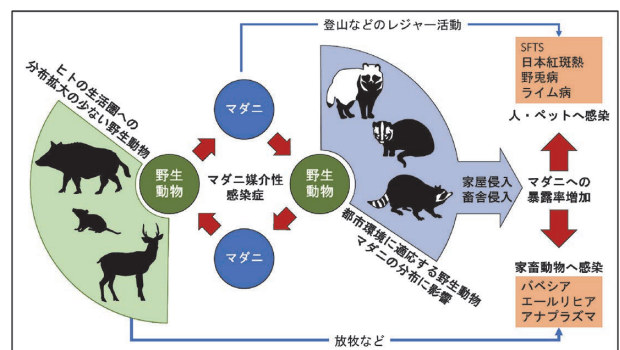 登山などのレジャー活動
SFTS
日本紅斑熱
野兎病
ライム病
人・ペットへ感染
ヒトの生活圏への
分布拡大の少ない野生動物
マダニ
野生
動物
マダニ媒介性
感染症
野生
動物
マダニ
家屋侵入
畜舎侵入
マダニへの
暴露率増加
都市環境に適応する野生動物
マダニの分布に影響
家畜動物へ感染
バベシア
エールリヒア
アナプラズマ
放牧など